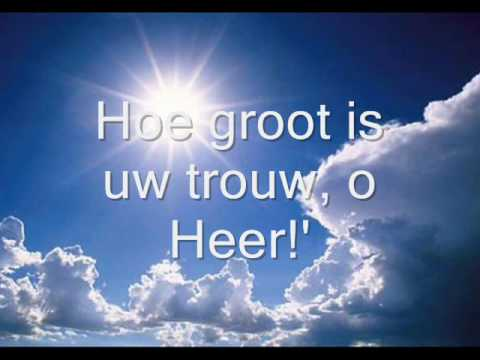 Hoe groot is
uw trouw, o
Heer!'